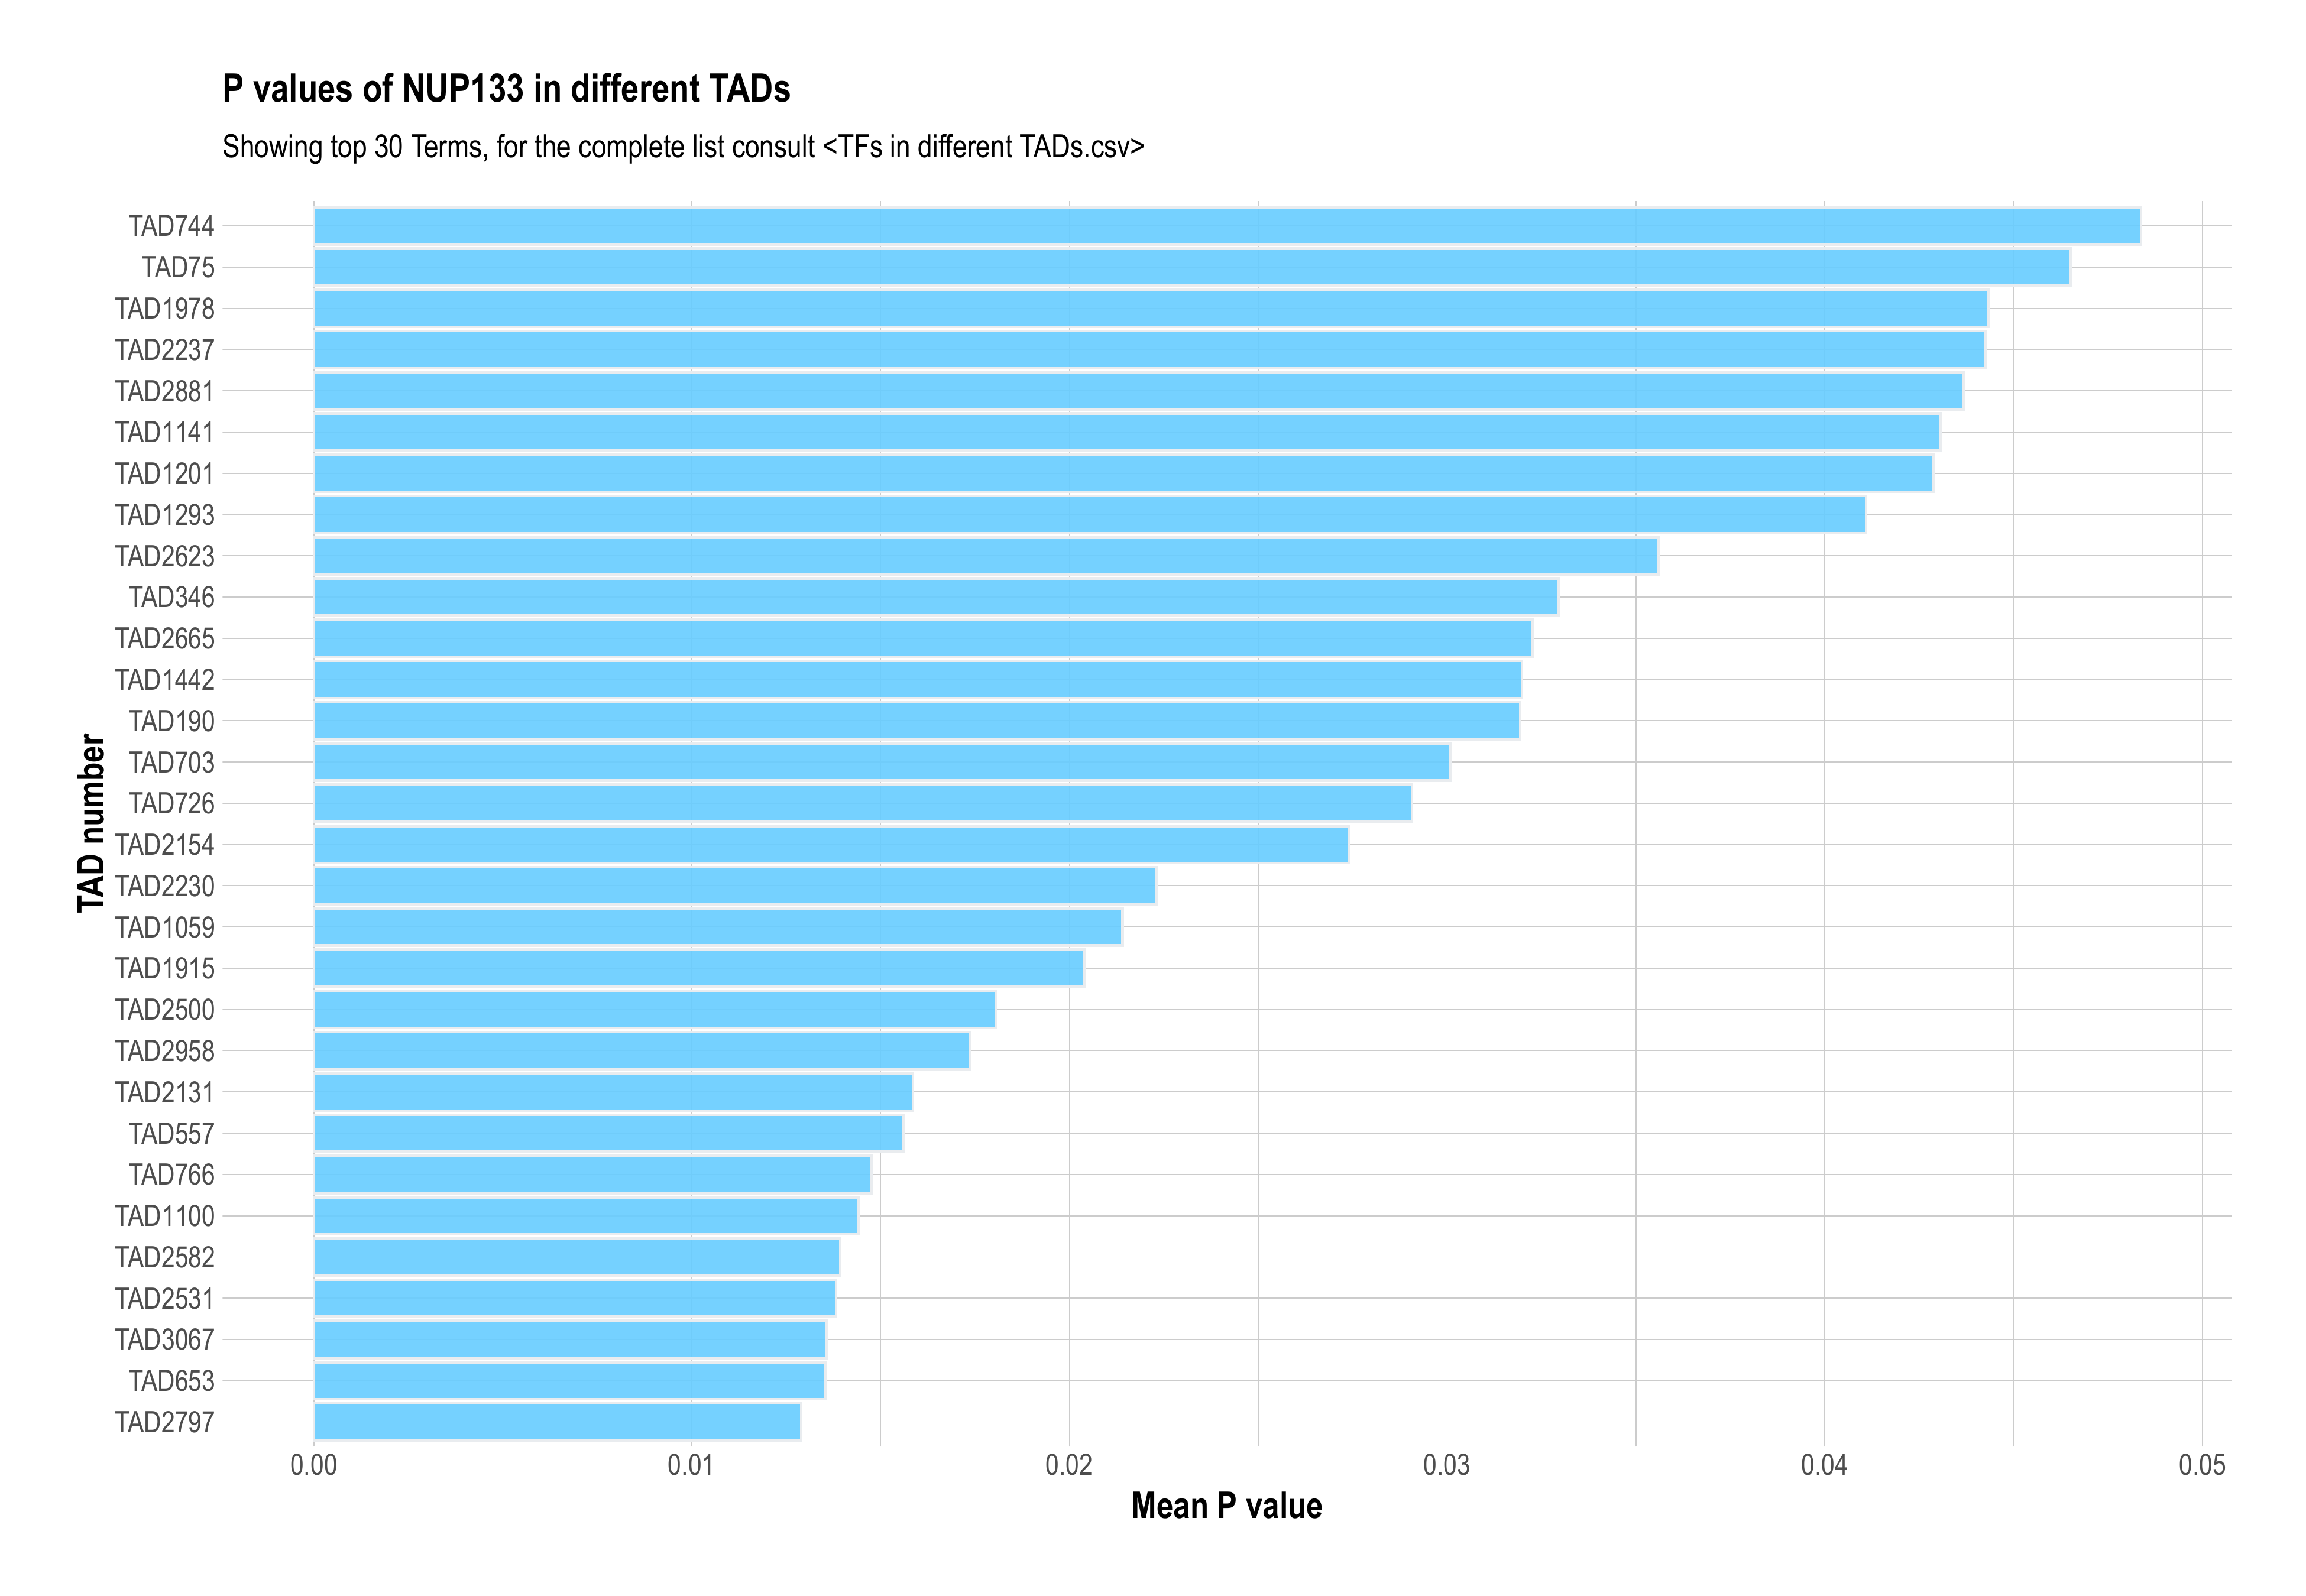 P values of NUP133 in different TADs
Showing top 30 Terms, for the complete list consult <TFs in different TADs.csv>
TAD number
TAD744
TAD75
TAD1978
TAD2237
TAD2881
TAD1141
TAD1201
TAD1293
TAD2623
TAD346
TAD2665
TAD1442
TAD190
TAD703
TAD726
TAD2154
TAD2230
TAD1059
TAD1915
TAD2500
TAD2958
TAD2131
TAD557
TAD766
TAD1100
TAD2582
TAD2531
TAD3067
TAD653
TAD2797
0.00 0.01 0.02 0.03 0.04 0.05
Mean P value